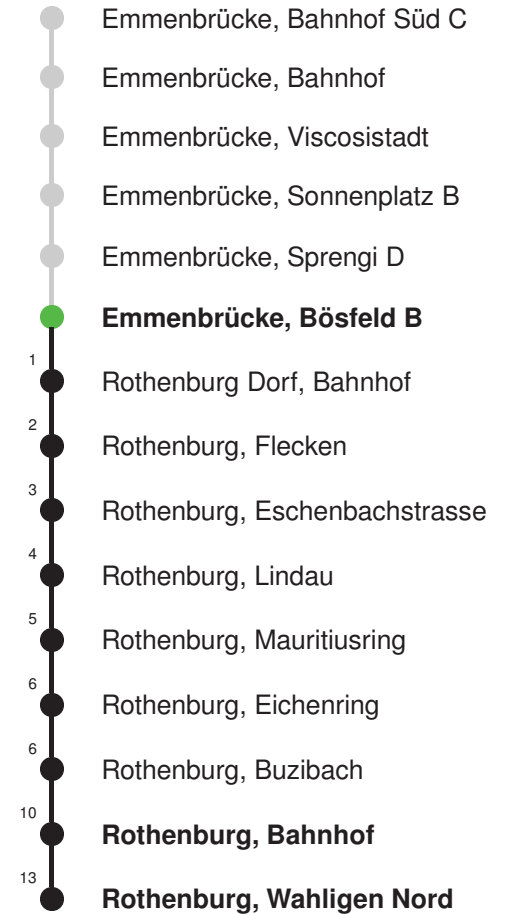 Emmenbrücke, Bahnhof Süd C
Emmenbrücke, Bahnhof
Emmenbrücke, Viscosistadt
Emmenbrücke, Sonnenplatz B
Emmenbrücke, Sprengi D
Emmenbrücke, Bösfeld B
1 Rothenburg Dorf, Bahnhof
2 Rothenburg, Flecken
3 Rothenburg, Eschenbachstrasse
4 Rothenburg, Lindau
5 Rothenburg, Mauritiusring
6 Rothenburg, Eichenring
6 Rothenburg, Buzibach
10 Rothenburg, Bahnhof
13 Rothenburg, Wahligen Nord